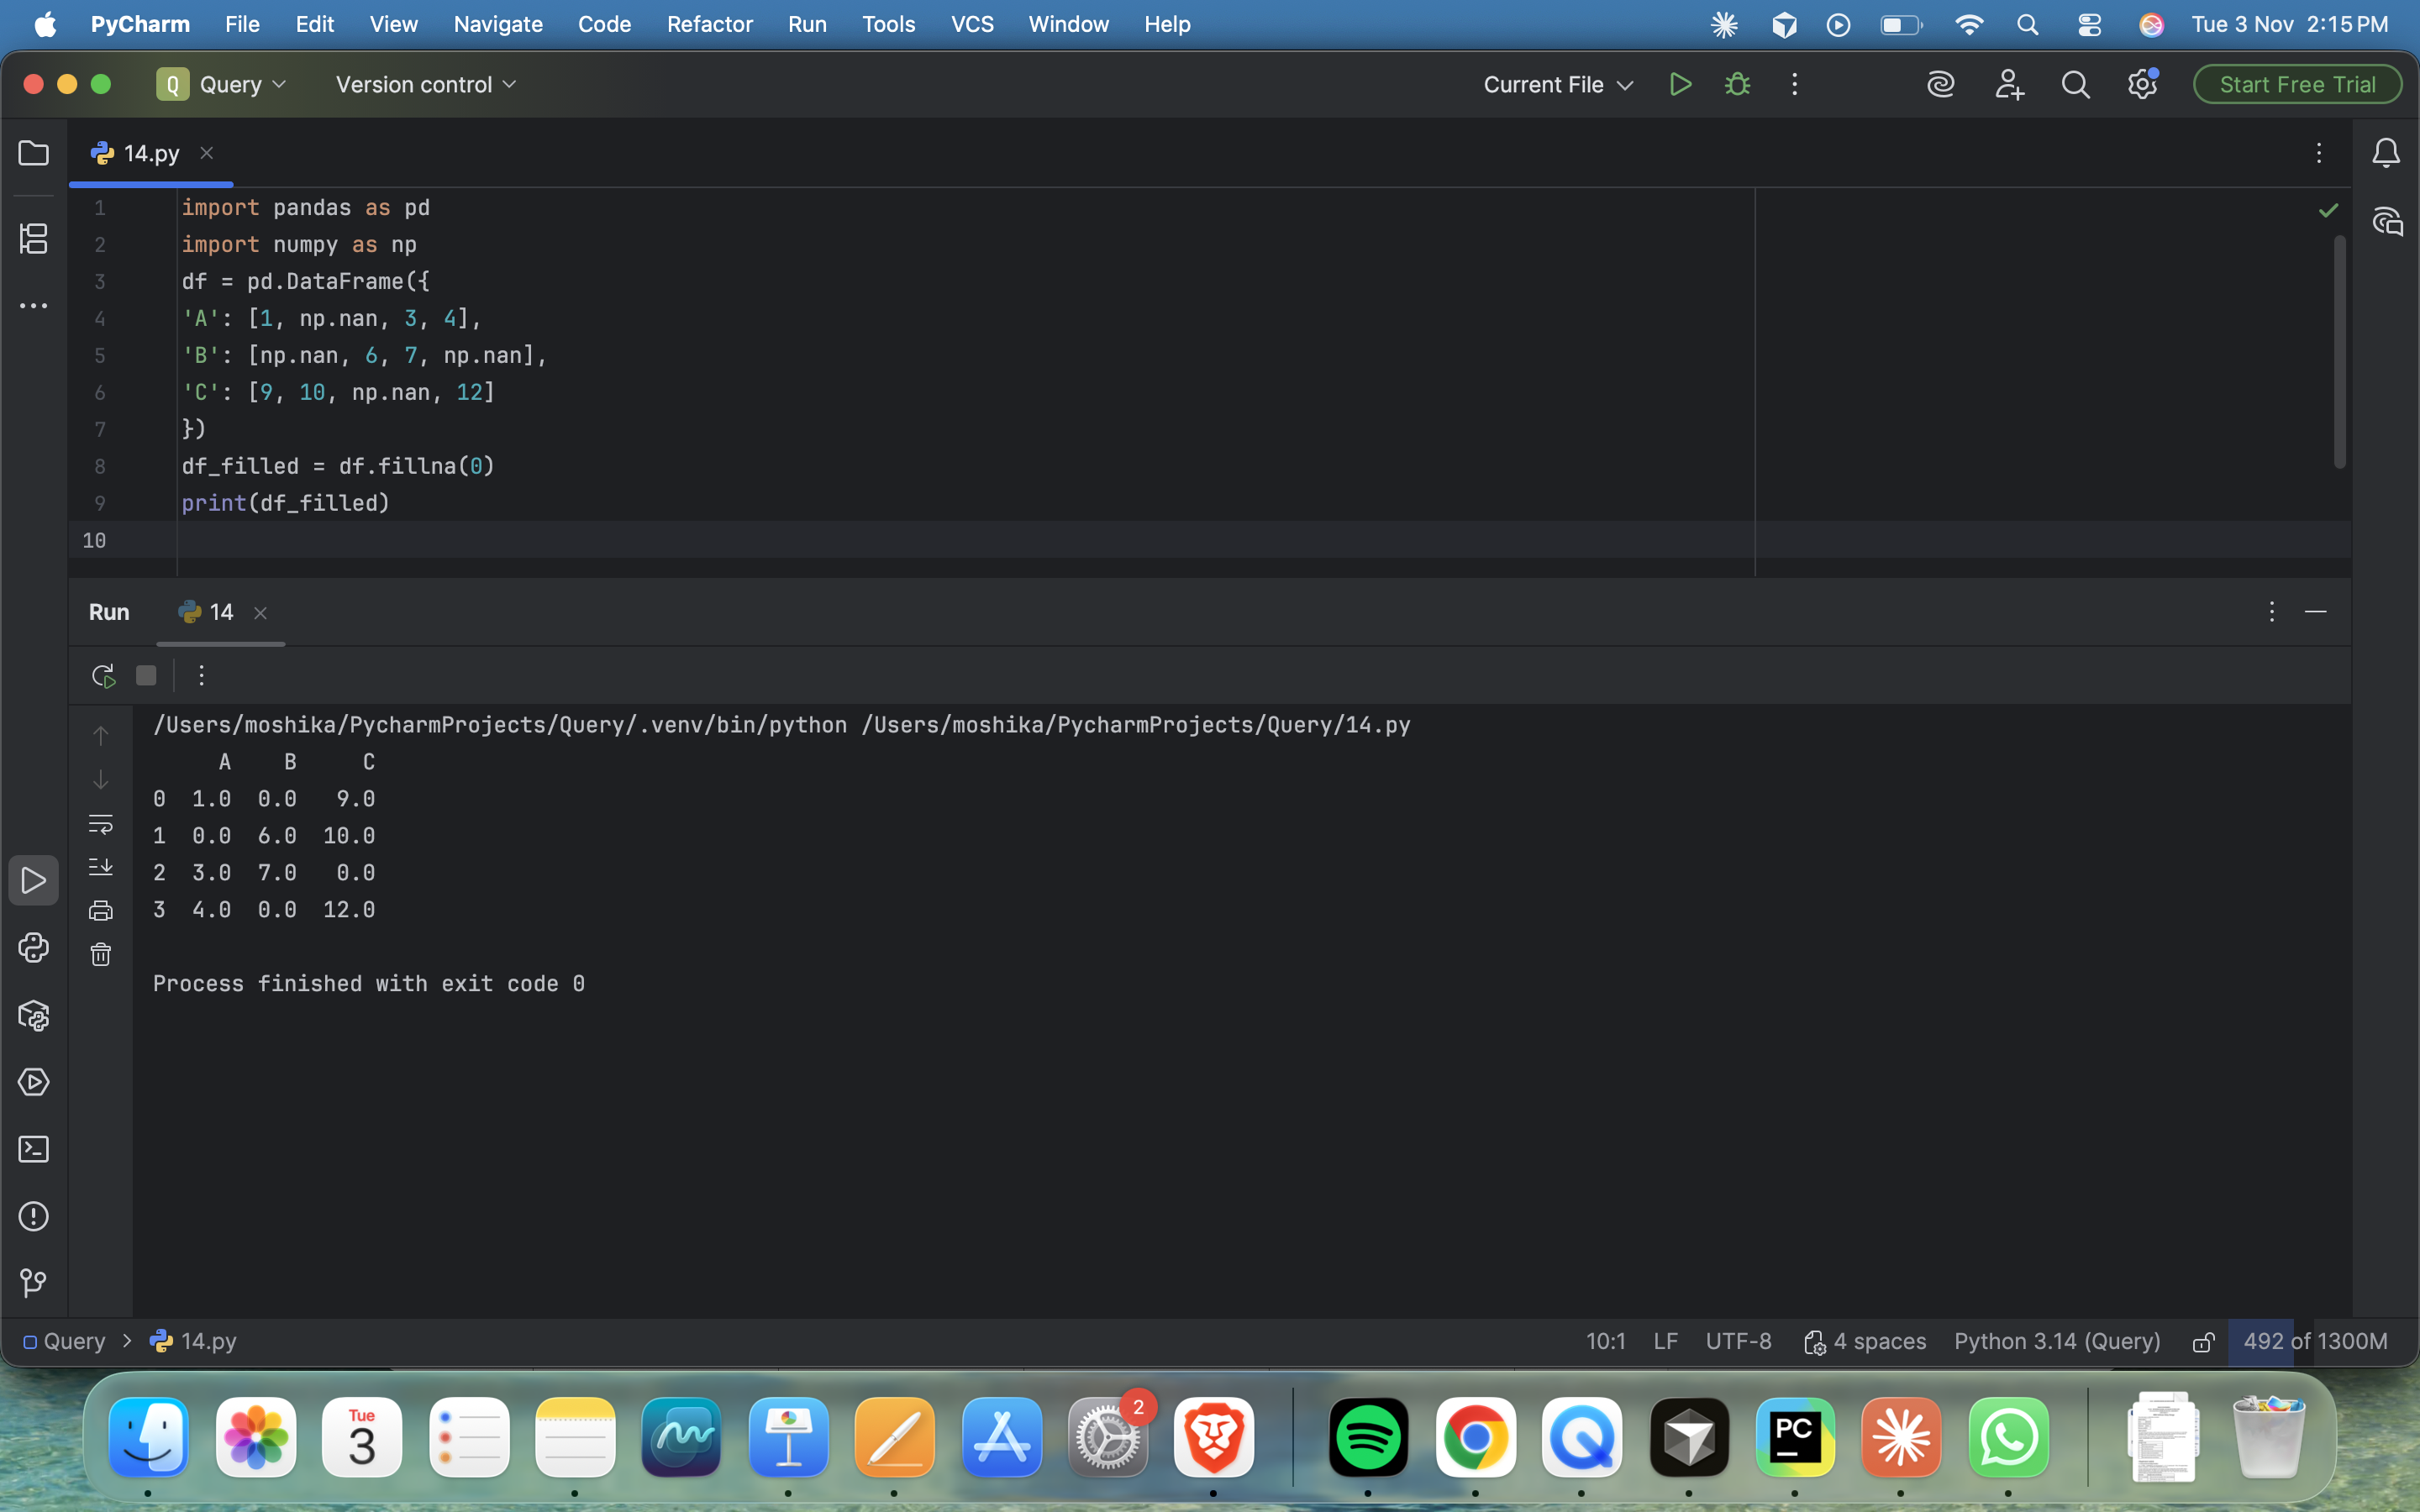 PyCharm File Edit View Navigate Code Refactor Run Tools VCS Window Help Tue 3 Nov 2:15 PM
Q Query Version control Current File Start Free Trial
14.py
1 import pandas as pd
2 import numpy as np
3 df = pd.DataFrame({
4 'A': [1, np.nan, 3, 4],
5 'B': [np.nan, 6, 7, np.nan],
6 'C': [9, 10, np.nan, 12]
7 })
8 df_filled = df.fillna(0)
9 print(df_filled)
10
Run 14
/Users/moshika/PycharmProjects/Query/.venv/bin/python /Users/moshika/PycharmProjects/Query/14.py
A B C
0 1.0 0.0 9.0
1 0.0 6.0 10.0
2 3.0 7.0 0.0
3 4.0 0.0 12.0
Process finished with exit code 0
Query > 14.py 10:1 LF UTF-8 4 spaces Python 3.14 (Query) 492 of 1300M
Tue
3
2
PC